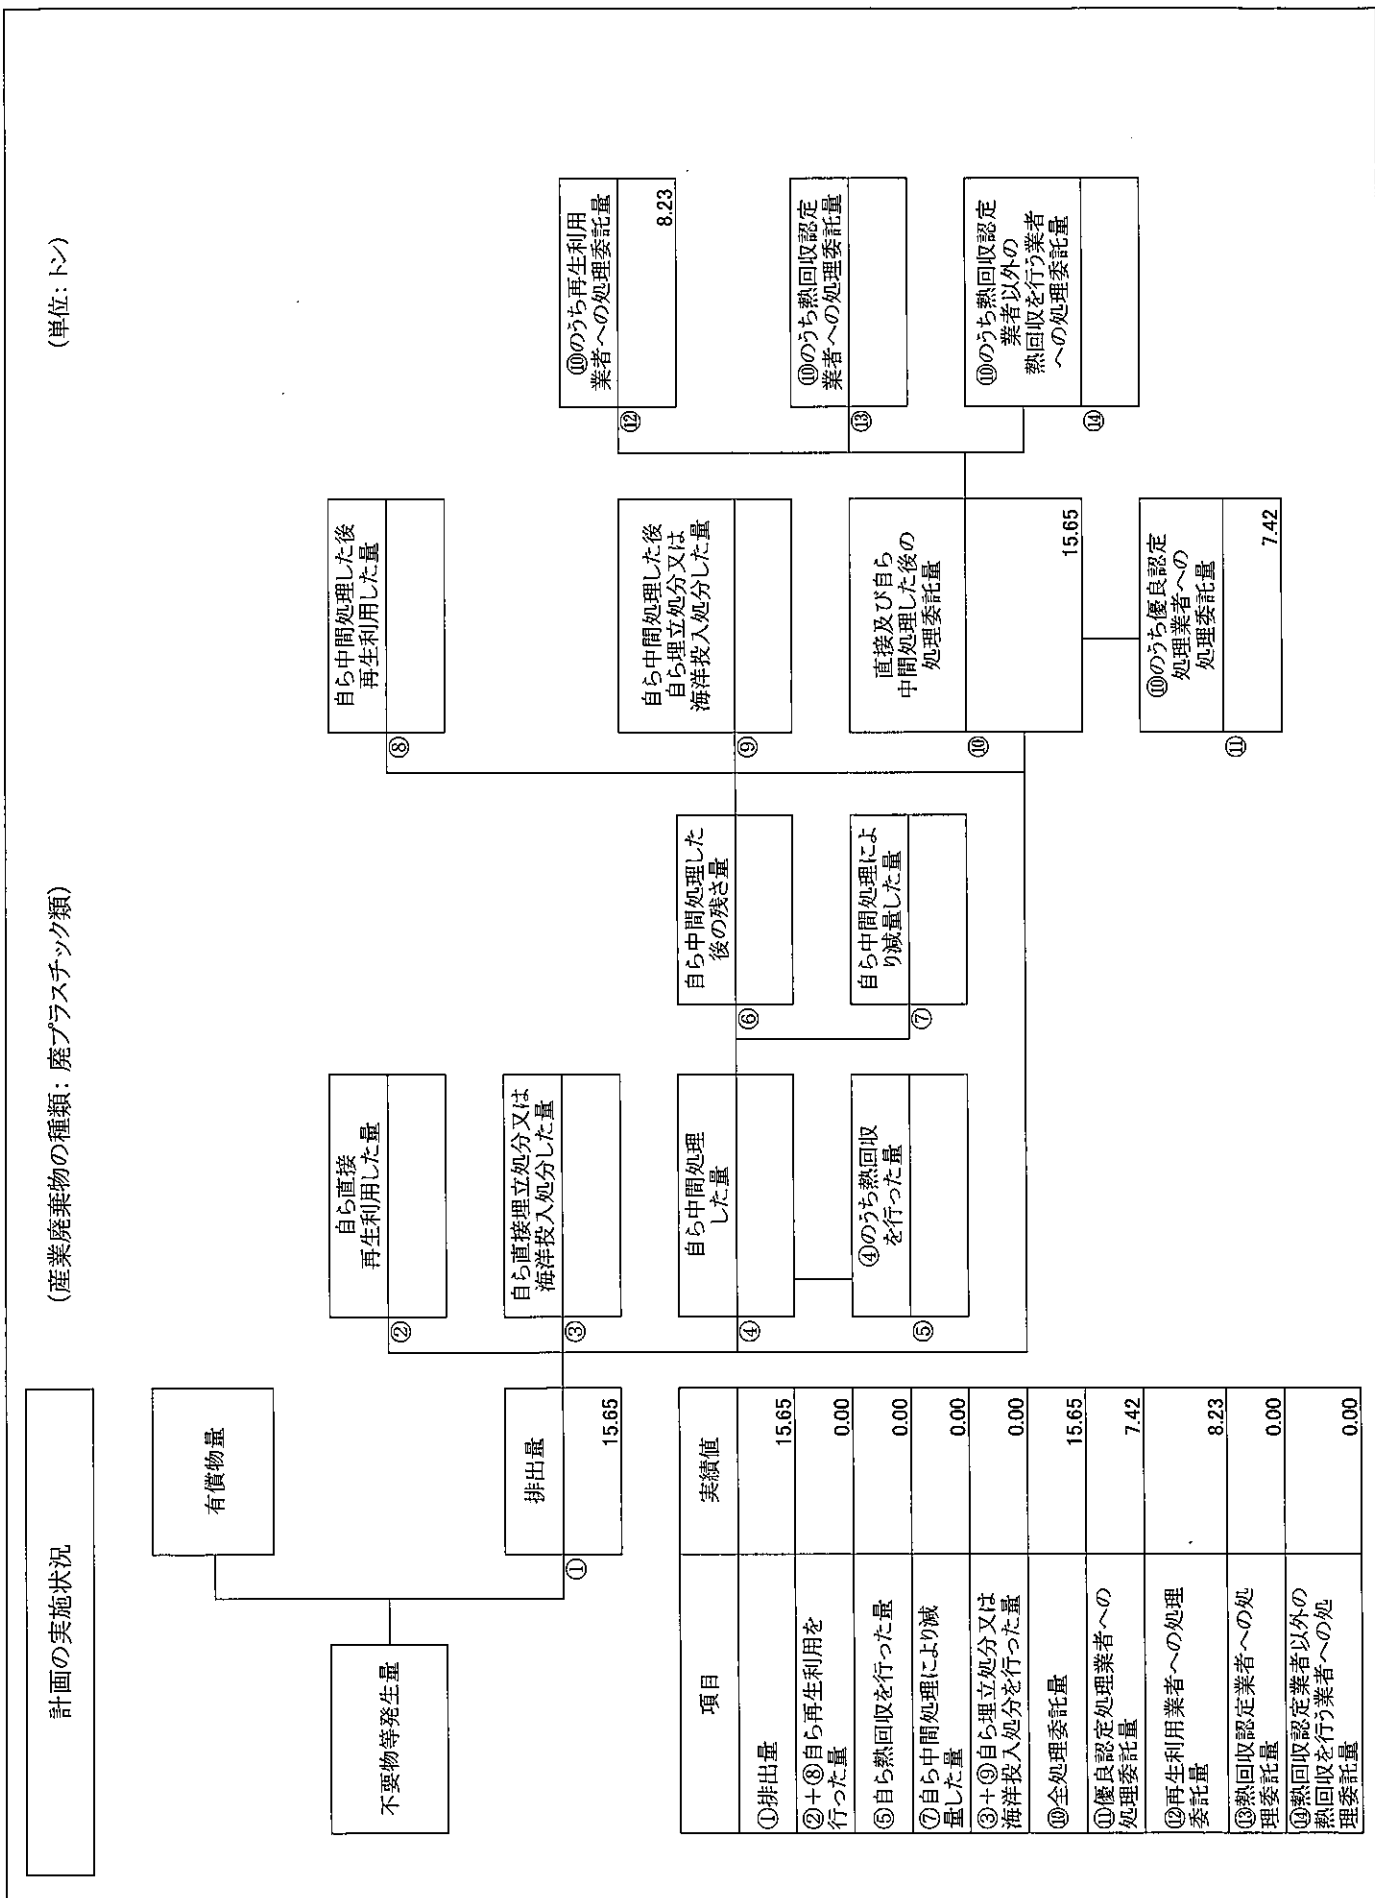 計画の実施状況
(産業廃棄物の種類：廃プラスチック類)
(単位：トン)
不要物等発生量
有償物量
①
排出量
15.65
②
自ら直接
再生利用した量
③
自ら直接埋立処分又は
海洋投入処分した量
④
自ら中間処理
した量
⑤
④のうち熱回収
を行った量
⑥
自ら中間処理した
後の残さ量
⑦
自ら中間処理によ
り減量した量
⑧
自ら中間処理した後
再生利用した量
⑨
自ら中間処理した後
自ら埋立処分又は
海洋投入処分した量
⑩
直接及び自ら
中間処理した後の
処理委託量
15.65
⑪
⑩のうち優良認定
処理業者への
処理委託量
7.42
⑫
⑩のうち再生利用
業者への処理委託量
8.23
⑬
⑩のうち熱回収認定
業者への処理委託量
⑭
⑩のうち熱回収認定
業者以外の
熱回収を行う業者
への処理委託量
項目 実績値
①排出量 15.65
②＋⑧自ら再生利用を
行った量 0.00
⑤自ら熱回収を行った量 0.00
⑦自ら中間処理により減
量した量 0.00
③＋⑨自ら埋立処分又は
海洋投入処分を行った量 0.00
⑩全処理委託量 15.65
⑪優良認定処理業者への
処理委託量 7.42
⑫再生利用業者への処理
委託量 8.23
⑬熱回収認定業者への処
理委託量 0.00
⑭熱回収認定業者以外の
熱回収を行う業者への処
理委託量 0.00